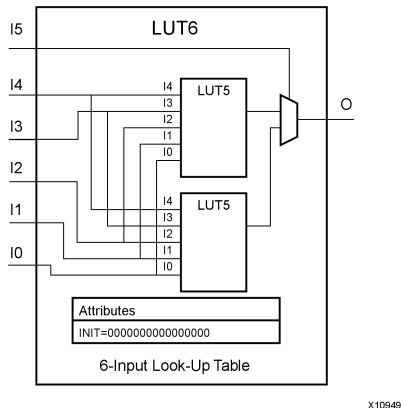 LUT6
I5
I4
I3
I2
I1
I0
I4
I3
I2
I1
I0
LUT5
I4
I3
I2
I1
I0
LUT5
O
Attributes
INIT=0000000000000000
6-Input Look-Up Table
X10949